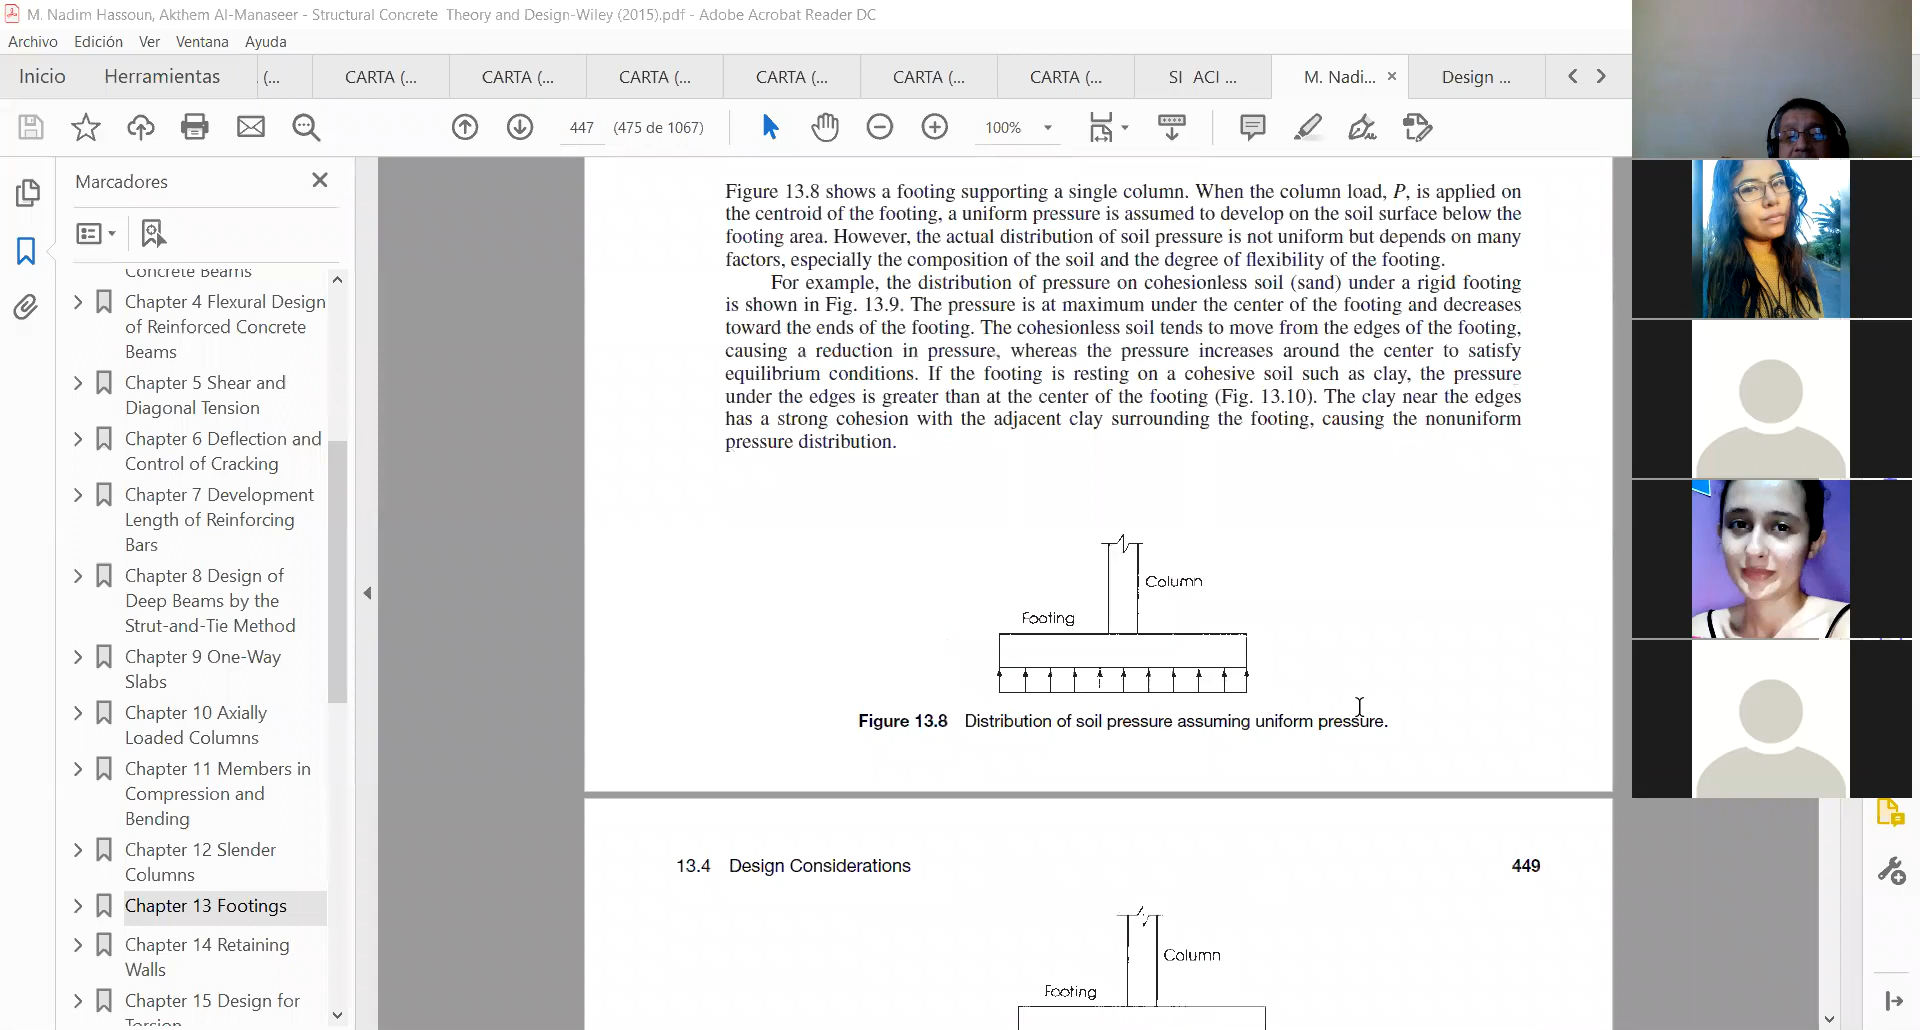 M. Nadim Hassoun, Akthem Al-Manaseer - Structural Concrete Theory and Design-Wiley (2015).pdf - Adobe Acrobat Reader DC
Archivo Edición Ver Ventana Ayuda
Inicio Herramientas (... CARTA (... CARTA (... CARTA (... CARTA (... CARTA (... CARTA (... SI ACI ... M. Nadi... × Design ...
447 (475 de 1067) 100%
Marcadores
Concrete Beams
Chapter 4 Flexural Design
of Reinforced Concrete
Beams
Chapter 5 Shear and
Diagonal Tension
Chapter 6 Deflection and
Control of Cracking
Chapter 7 Development
Length of Reinforcing
Bars
Chapter 8 Design of
Deep Beams by the
Strut-and-Tie Method
Chapter 9 One-Way
Slabs
Chapter 10 Axially
Loaded Columns
Chapter 11 Members in
Compression and
Bending
Chapter 12 Slender
Columns
Chapter 13 Footings
Chapter 14 Retaining
Walls
Chapter 15 Design for
Torsion
Figure 13.8 shows a footing supporting a single column. When the column load, P, is applied on
the centroid of the footing, a uniform pressure is assumed to develop on the soil surface below the
footing area. However, the actual distribution of soil pressure is not uniform but depends on many
factors, especially the composition of the soil and the degree of flexibility of the footing.
For example, the distribution of pressure on cohesionless soil (sand) under a rigid footing
is shown in Fig. 13.9. The pressure is at maximum under the center of the footing and decreases
toward the ends of the footing. The cohesionless soil tends to move from the edges of the footing,
causing a reduction in pressure, whereas the pressure increases around the center to satisfy
equilibrium conditions. If the footing is resting on a cohesive soil such as clay, the pressure
under the edges is greater than at the center of the footing (Fig. 13.10). The clay near the edges
has a strong cohesion with the adjacent clay surrounding the footing, causing the nonuniform
pressure distribution.
Column
Footing
Figure 13.8 Distribution of soil pressure assuming uniform pressure.
13.4 Design Considerations 449
Column
Footing